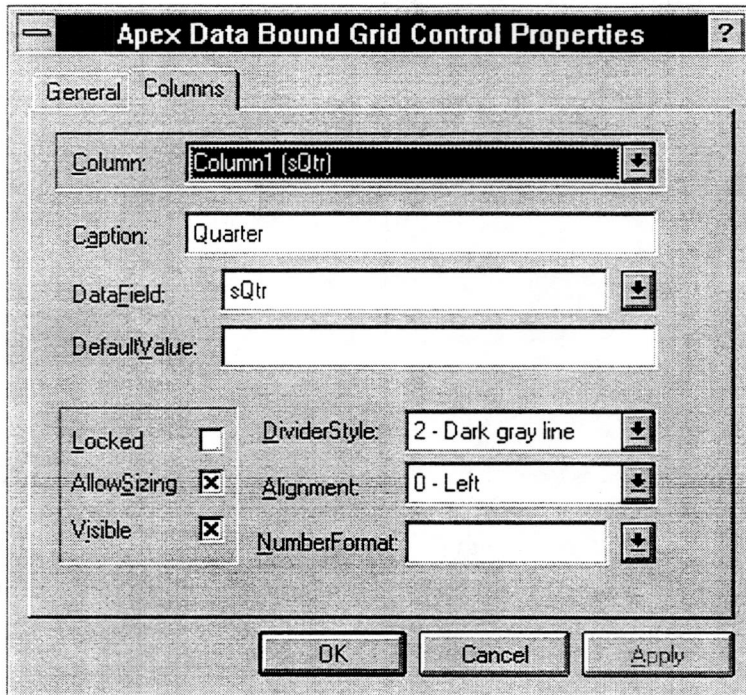 Apex Data Bound Grid Control Properties ?
General Columns
Column: Column1 (sQtr)
Caption: Quarter
DataField: sQtr
DefaultValue:
Locked
AllowSizing
Visible
DividerStyle: 2 - Dark gray line
Alignment: 0 - Left
NumberFormat:
OK Cancel Apply